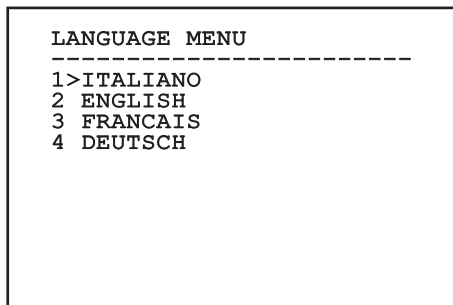 LANGUAGE MENU
------------------------
1>ITALIANO
2 ENGLISH
3 FRANCAIS
4 DEUTSCH